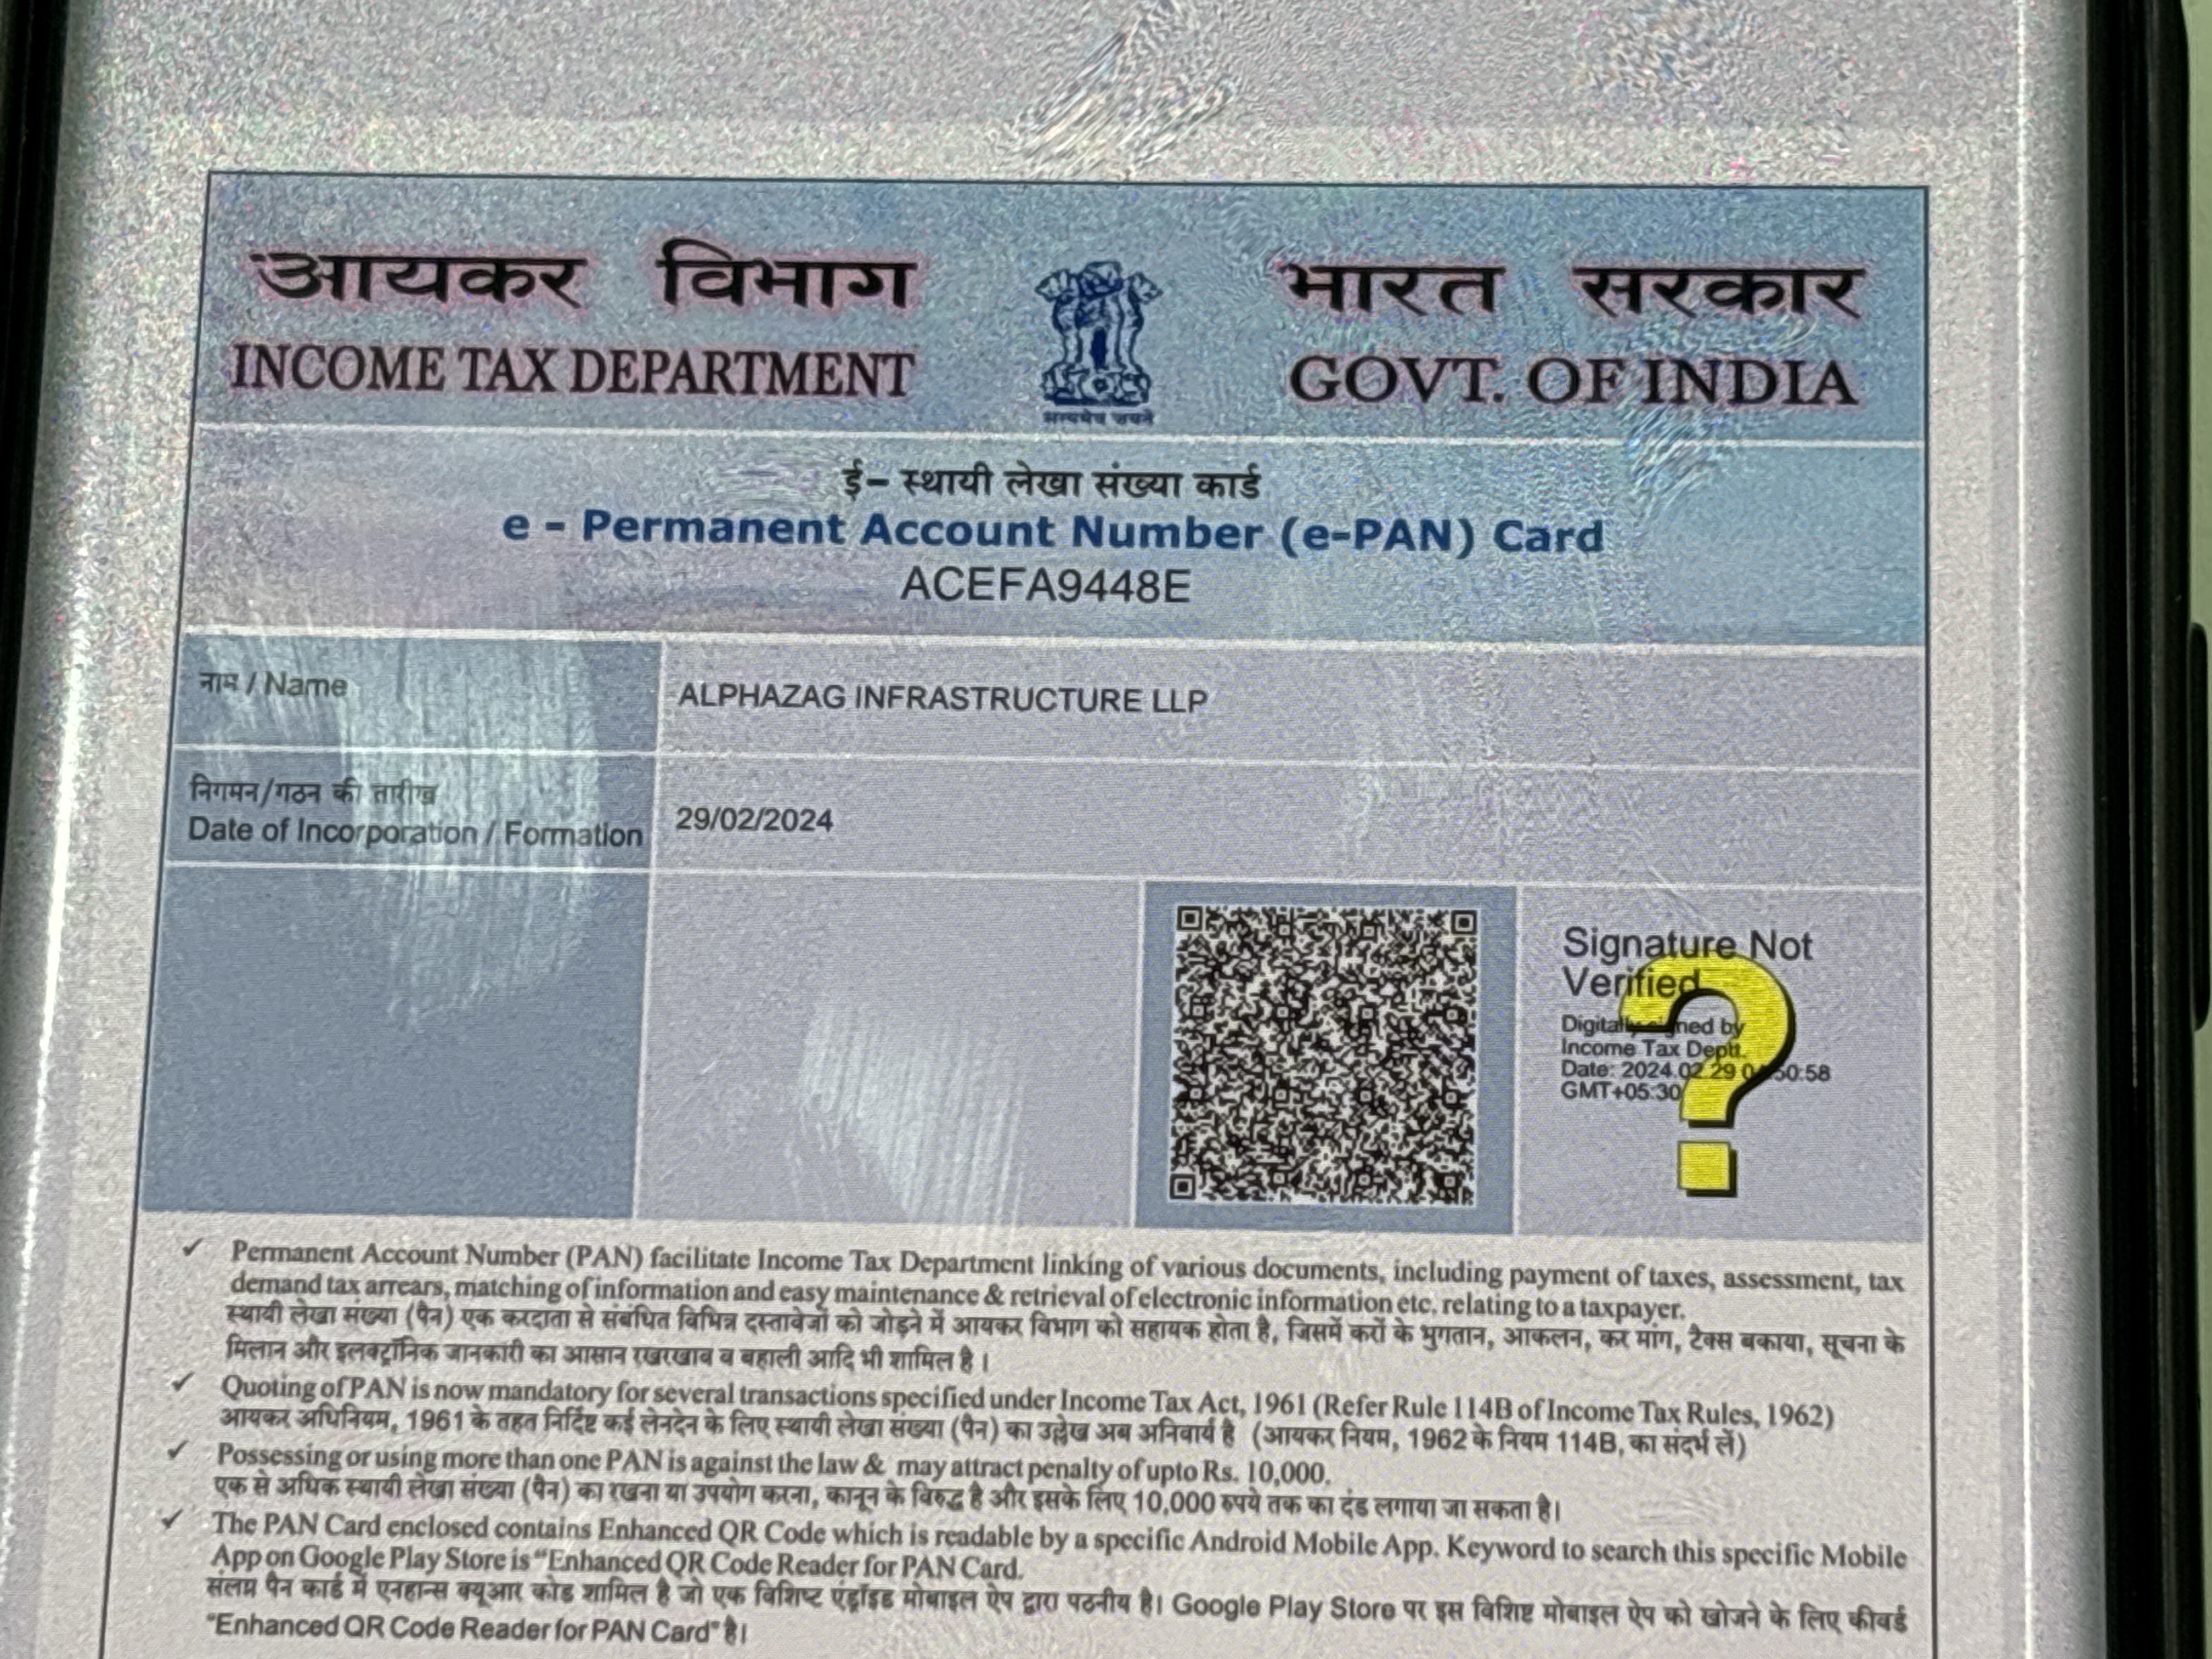 आयकर विभाग
INCOME TAX DEPARTMENT
सत्यमेव जयते
भारत सरकार
GOVT. OF INDIA
ई- स्थायी लेखा संख्या कार्ड
e - Permanent Account Number (e-PAN) Card
ACEFA9448E
नाम / Name
ALPHAZAG INFRASTRUCTURE LLP
निगमन/गठन की तारीख
Date of Incorporation / Formation
29/02/2024
Signature Not
Verified
Digitally signed by
Income Tax Deptt.
Date: 2024.02.29
GMT+05:30
✓ Permanent Account Number (PAN) facilitate Income Tax Department linking of various documents, including payment of taxes, assessment, tax
demand tax arrears, matching of information and easy maintenance & retrieval of electronic information etc. relating to a taxpayer.
स्थायी लेखा संख्या (पैन) एक करदाता से संबंधित विभिन्न दस्तावेजों को जोड़ने में आयकर विभाग को सहायक होता है, जिसमें करों के भुगतान, आकलन, कर मांग, टैक्स बकाया, सूचना के
मिलान और इलक्ट्रॉनिक जानकारी का आसान रखरखाव व बहाली आदि भी शामिल है ।
✓ Quoting of PAN is now mandatory for several transactions specified under Income Tax Act, 1961 (Refer Rule 114B of Income Tax Rules, 1962)
आयकर अधिनियम, 1961 के तहत निर्दिष्ट कई लेनदेन के लिए स्थायी लेखा संख्या (पैन) का उल्लेख अब अनिवार्य है (आयकर नियम, 1962 के नियम 114B, का संदर्भ लें)
✓ Possessing or using more than one PAN is against the law & may attract penalty of upto Rs. 10,000.
एक से अधिक स्थायी लेखा संख्या (पैन) का रखना या उपयोग करना, कानून के विरुद्ध है और इसके लिए 10,000 रुपये तक का दंड लगाया जा सकता है।
✓ The PAN Card enclosed contains Enhanced QR Code which is readable by a specific Android Mobile App. Keyword to search this specific Mobile
App on Google Play Store is “Enhanced QR Code Reader for PAN Card.
संलग्न पैन कार्ड में एनहान्स क्यूआर कोड शामिल है जो एक विशिष्ट एंड्रॉइड मोबाइल ऐप द्वारा पठनीय है। Google Play Store पर इस विशिष्ट मोबाइल ऐप को खोजने के लिए कीवर्ड
“Enhanced QR Code Reader for PAN Card” है।